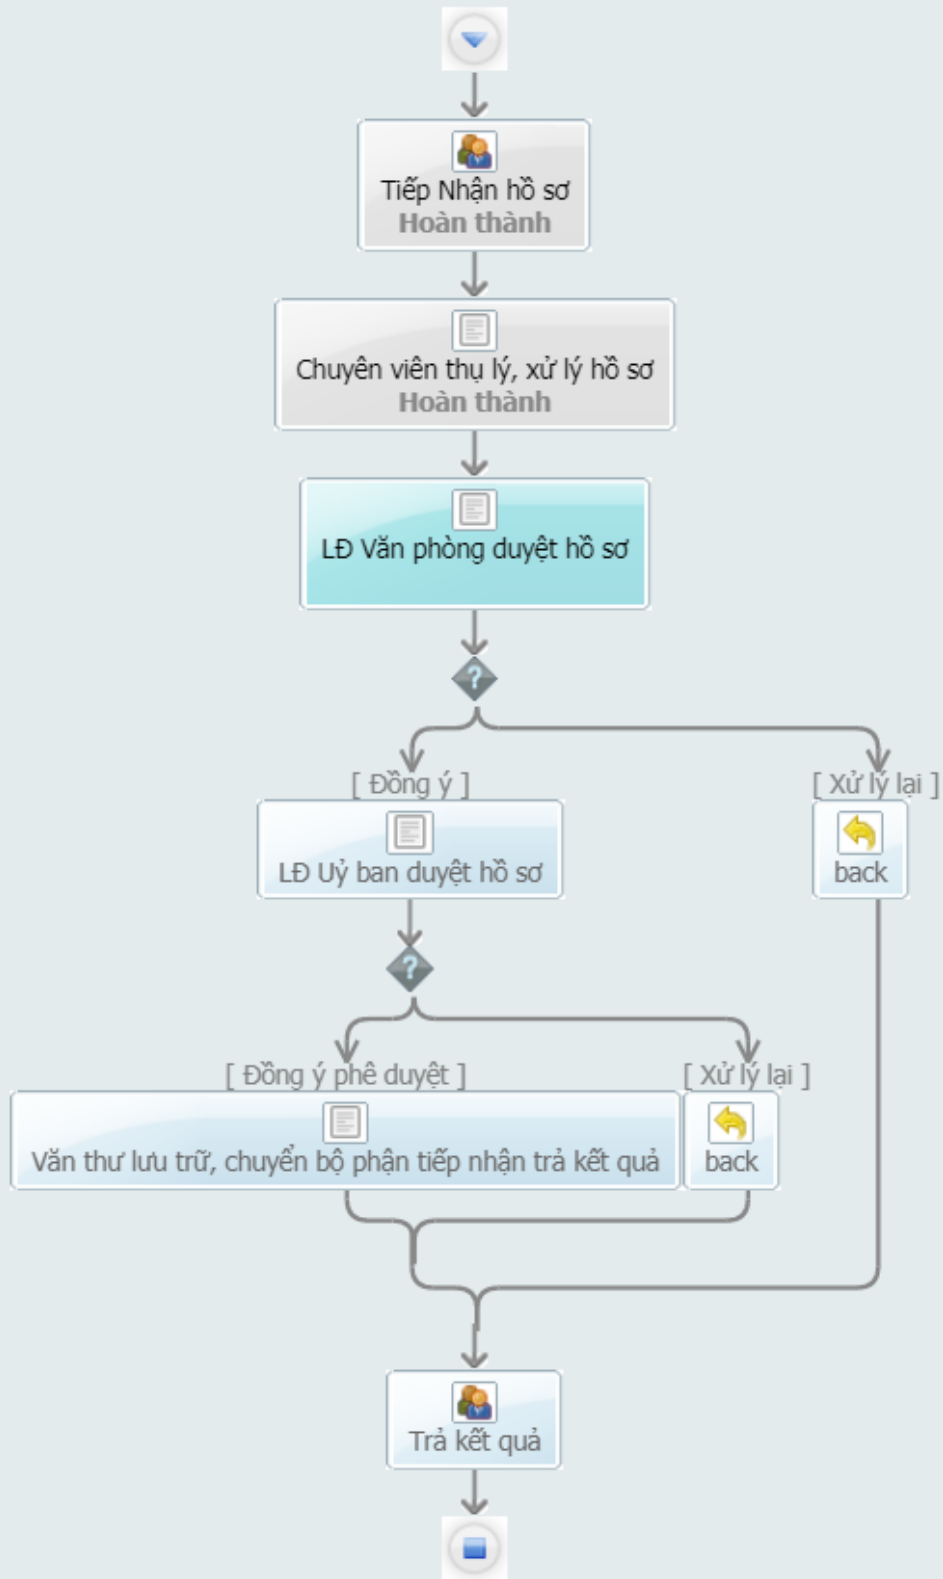 Tiếp Nhận hồ sơ
Hoàn thành
Chuyên viên thụ lý, xử lý hồ sơ
Hoàn thành
LĐ Văn phòng duyệt hồ sơ
?
[ Đồng ý ]
[ Xử lý lại ]
LĐ Uỷ ban duyệt hồ sơ
back
?
[ Đồng ý phê duyệt ]
[ Xử lý lại ]
Văn thư lưu trữ, chuyển bộ phận tiếp nhận trả kết quả
back
Trả kết quả